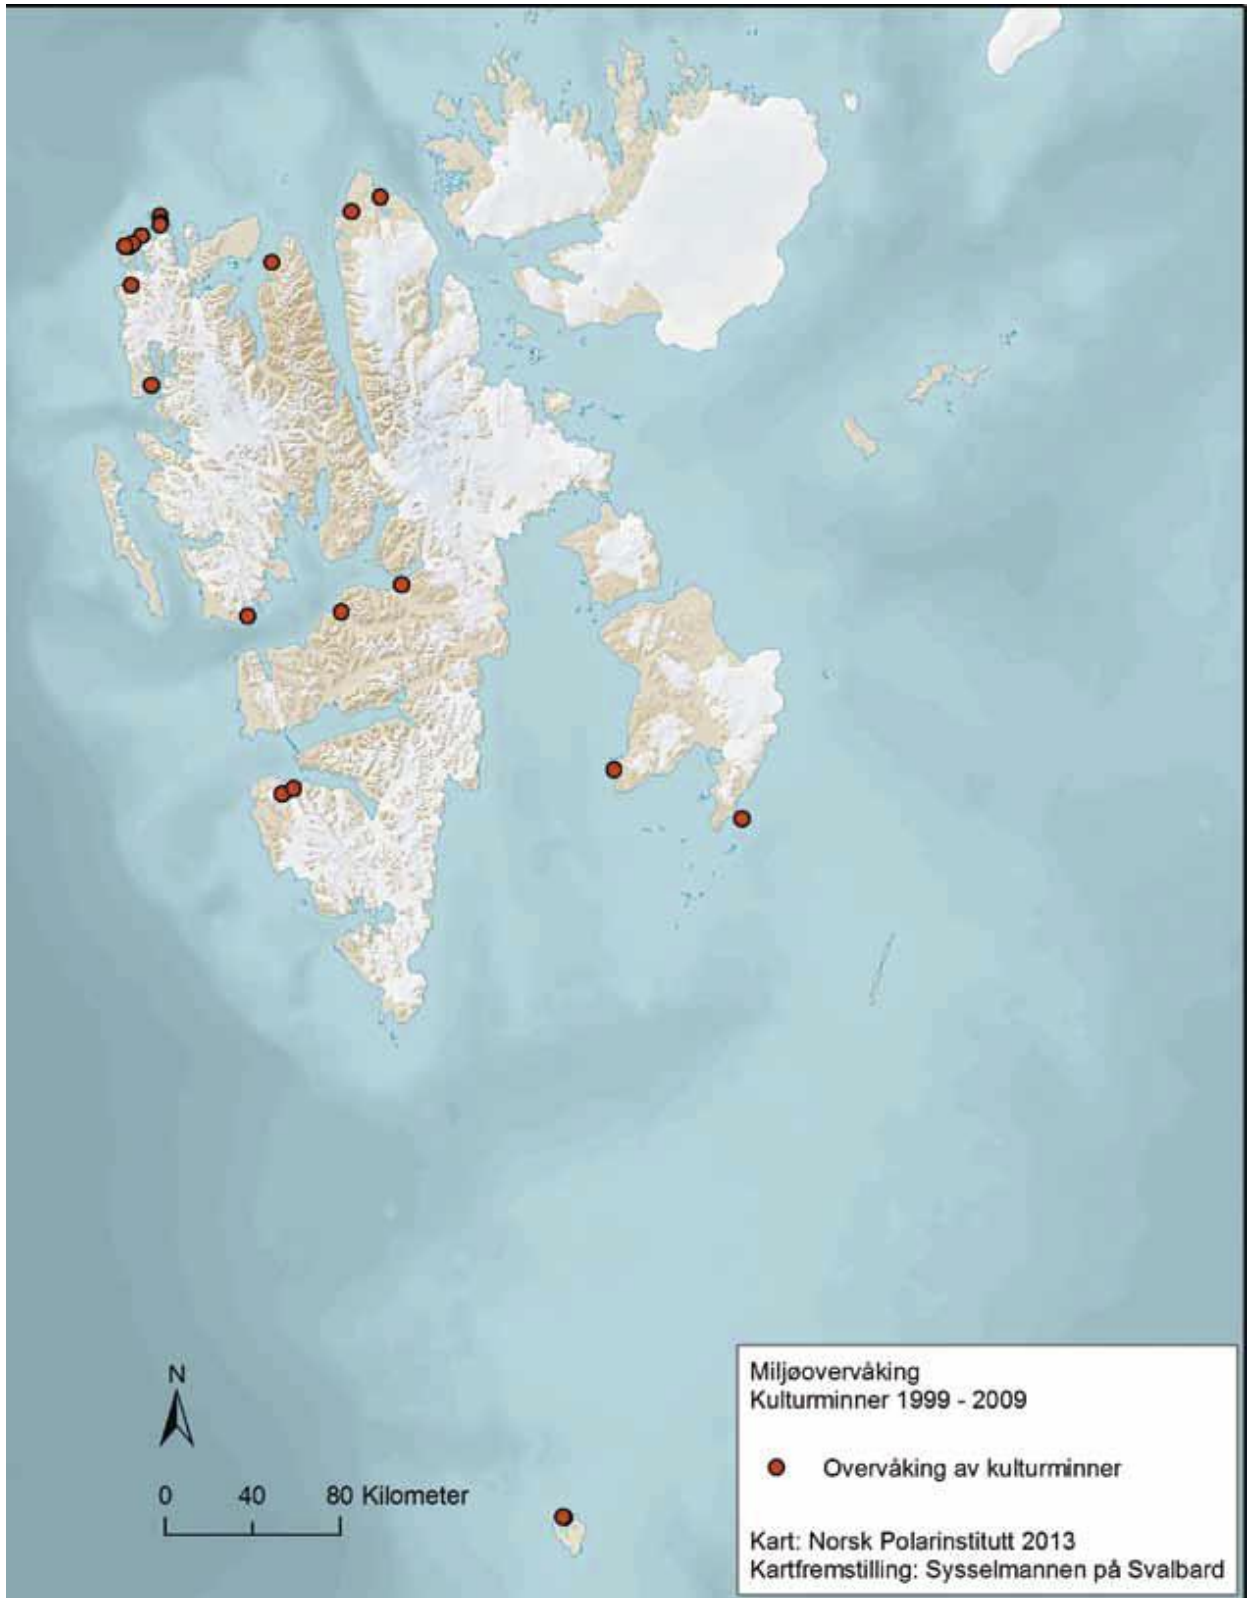 N
0 40 80 Kilometer
Miljøovervåking
Kulturminner 1999 - 2009
Overvåking av kulturminner
Kart: Norsk Polarinstitutt 2013
Kartfremstilling: Sysselmannen på Svalbard